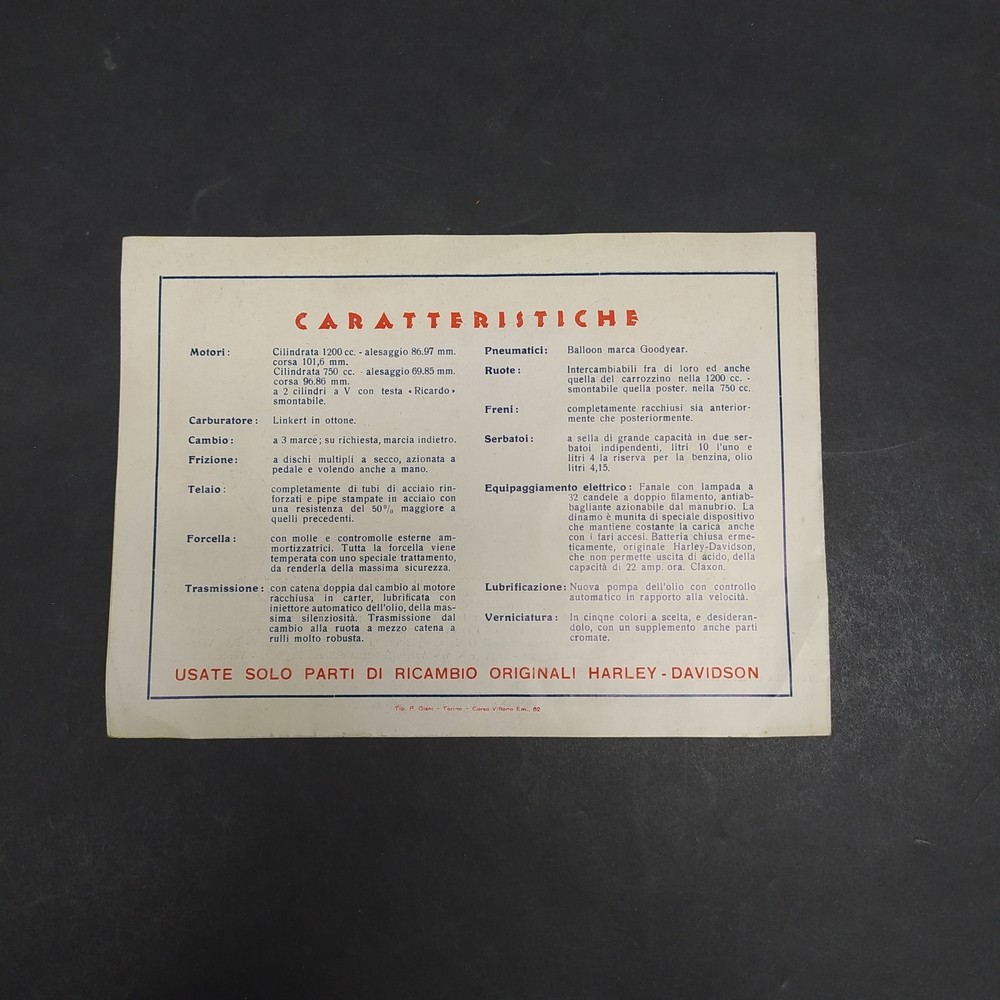 CARATTERISTICHE
Motori: Cilindrata 1200 cc. - alesaggio 86.97 mm.
corsa 101,6 mm.
Cilindrata 750 cc. - alesaggio 69.85 mm.
corsa 96.86 mm.
a 2 cilindri a V con testa «Ricardo»
smontabile.
Carburatore: Linkert in ottone.
Cambio: a 3 marce; su richiesta, marcia indietro.
Frizione: a dischi multipli a secco, azionata a
pedale e volendo anche a mano.
Telaio: completamente di tubi di acciaio rin-
forzati e pipe stampate in acciaio con
una resistenza del 50% maggiore a
quelli precedenti.
Forcella: con molle e contromolle esterne am-
mortizzatrici. Tutta la forcella viene
temperata con uno speciale trattamento,
da renderla della massima sicurezza.
Trasmissione: con catena doppia dal cambio al motore
racchiusa in carter, lubrificata con
iniettore automatico dell'olio, della mas-
sima silenziosità. Trasmissione dal
cambio alla ruota a mezzo catena a
rulli molto robusta.
Pneumatici: Balloon marca Goodyear.
Ruote: Intercambiabili fra di loro ed anche
quella del carrozzino nella 1200 cc. -
smontabile quella poster. nella 750 cc.
Freni: completamente racchiusi sia anterior-
mente che posteriormente.
Serbatoi: a sella di grande capacità in due ser-
batoi indipendenti, litri 10 l'uno e
litri 4 la riserva per la benzina, olio
litri 4,15.
Equipaggiamento elettrico: Fanale con lampada a
32 candele a doppio filamento, antiab-
bagliante azionabile dal manubrio. La
dinamo è munita di speciale dispositivo
che mantiene costante la carica anche
con i fari accesi. Batteria chiusa erme-
ticamente, originale Harley-Davidson,
che non permette uscita di acido, della
capacità di 22 amp. ora. Claxon.
Lubrificazione: Nuova pompa dell'olio con controllo
automatico in rapporto alla velocità.
Verniciatura: In cinqne colori a scelta, e desideran-
dolo, con un supplemento anche parti
cromate.
USATE SOLO PARTI DI RICAMBIO ORIGINALI HARLEY-DAVIDSON
Tip. - Torino - Corso Vittorio Em., 82